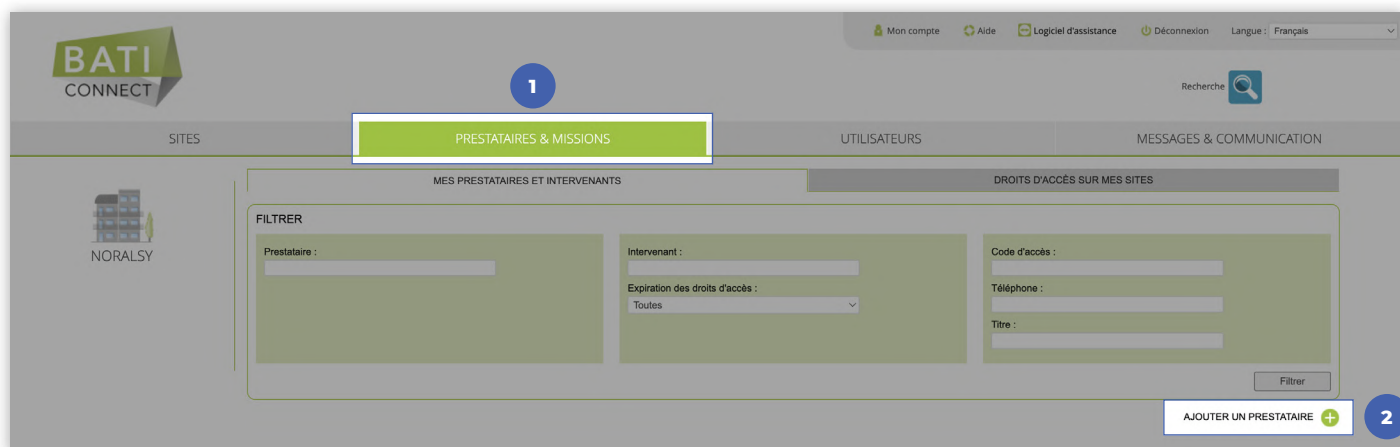 Mon compte Aide Logiciel d'assistance Déconnexion Langue : Français
BATI
CONNECT
Recherche
1
SITES PRESTATAIRES & MISSIONS UTILISATEURS MESSAGES & COMMUNICATION
MES PRESTATAIRES ET INTERVENANTS DROITS D'ACCÈS SUR MES SITES
NORALSY
FILTRER
Prestataire :
Intervenant :
Expiration des droits d'accès :
Toutes
Code d'accès :
Téléphone :
Titre :
Filtrer
AJOUTER UN PRESTATAIRE
2